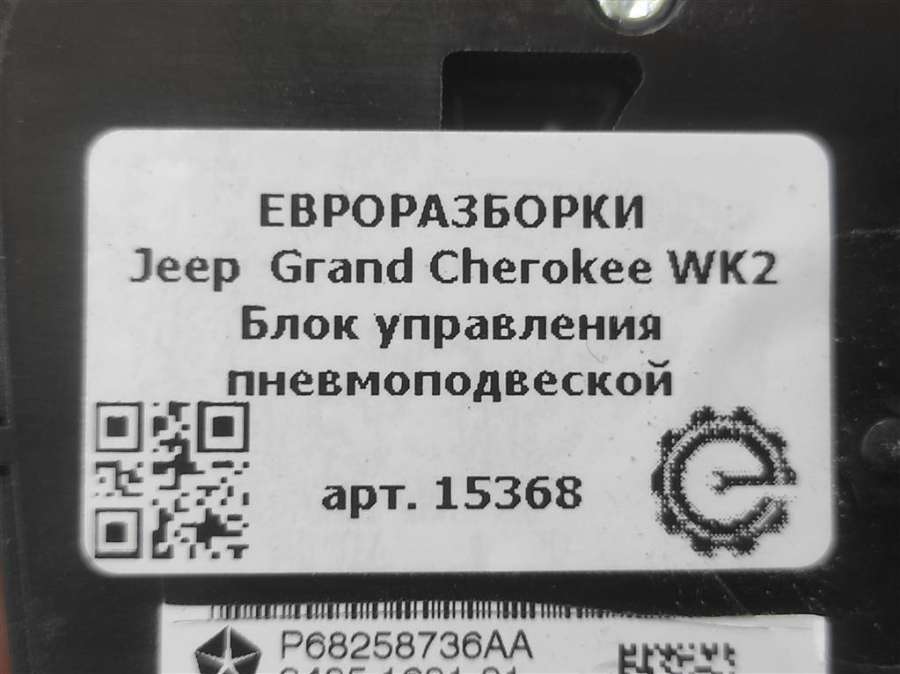 ЕВРОРАЗБОРКИ
Jeep Grand Cherokee WK2
Блок управления
пневмоподвеской
арт. 15368
P68258736AA